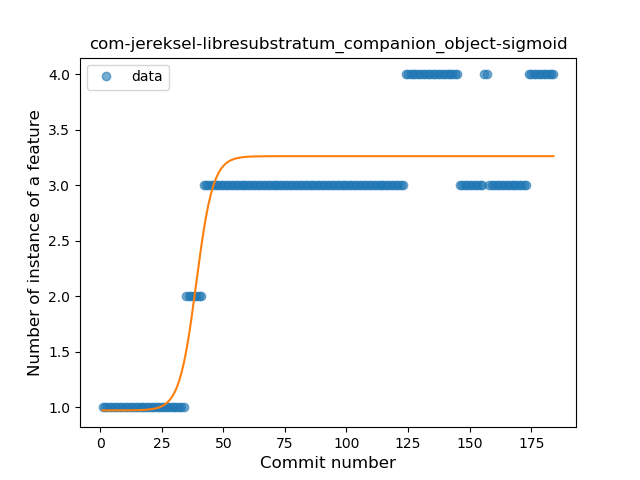 com-jereksel-libresubstratum_companion_object-sigmoid
data
Number of instance of a feature
4.0
3.5
3.0
2.5
2.0
1.5
1.0
0 25 50 75 100 125 150 175
Commit number